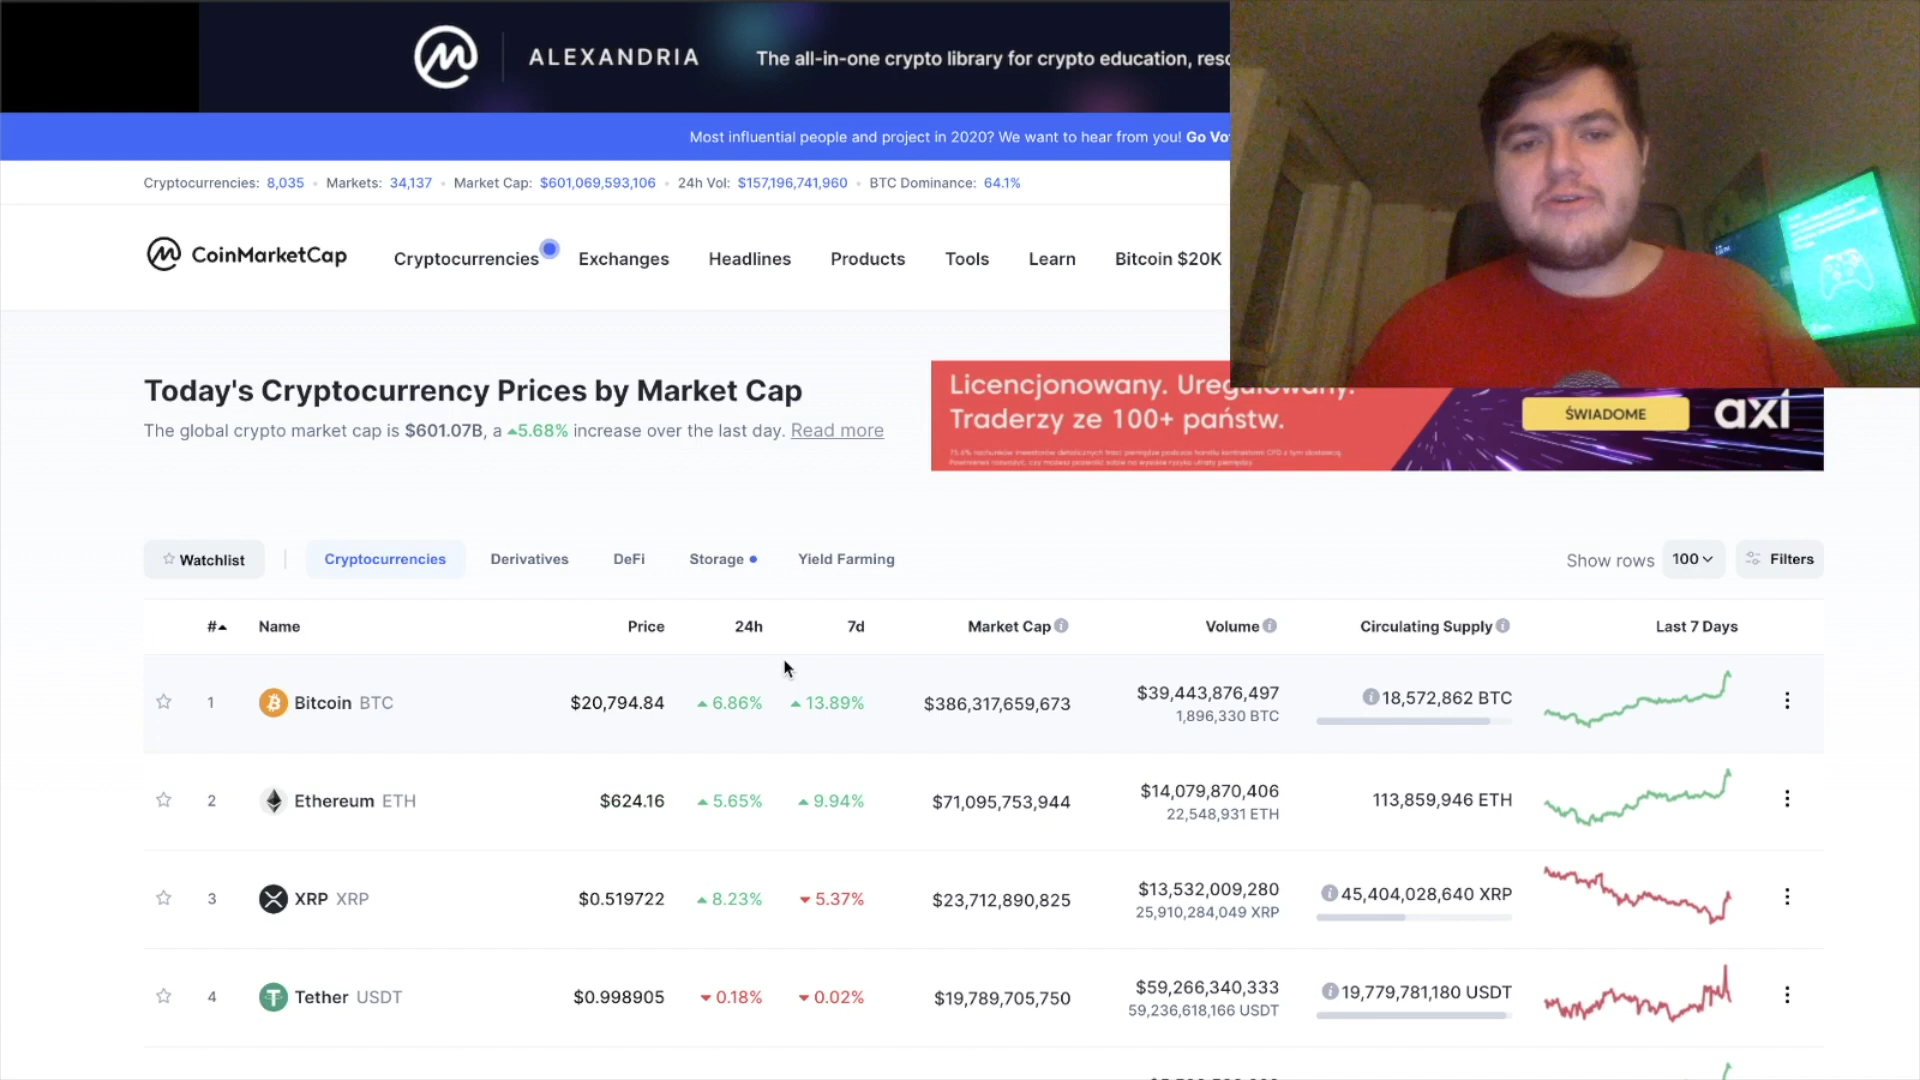 ALEXANDRIA
The all-in-one crypto library for crypto education,
Most influential people and project in 2020? We want to hear from you! Go
Cryptocurrencies: 8,035 • Markets: 34,137 • Market Cap: $601,069,593,106 • 24h Vol: $157,196,741,960 • BTC Dominance: 64.1%
CoinMarketCap
Cryptocurrencies Exchanges Headlines Products Tools Learn Bitcoin $20K
Today's Cryptocurrency Prices by Market Cap
The global crypto market cap is $601.07B, a 5.68% increase over the last day. Read more
Licencjonowany. Uregulowany.
Traderzy ze 100+ państw.
ŚWIADOME
axi
Watchlist Cryptocurrencies Derivatives DeFi Storage Yield Farming Show rows 100 Filters
# Name Price 24h 7d Market Cap Volume Circulating Supply Last 7 Days
1 Bitcoin BTC $20,794.84 6.86% 13.89% $386,317,659,673 $39,443,876,497 18,572,862 BTC
1,896,330 BTC
2 Ethereum ETH $624.16 5.65% 9.94% $71,095,753,944 $14,079,870,406 113,859,946 ETH
22,548,931 ETH
3 XRP XRP $0.519722 8.23% 5.37% $23,712,890,825 $13,532,009,280 45,404,028,640 XRP
25,910,284,049 XRP
4 Tether USDT $0.998905 0.18% 0.02% $19,789,705,750 $59,266,340,333 19,779,781,180 USDT
59,236,618,166 USDT